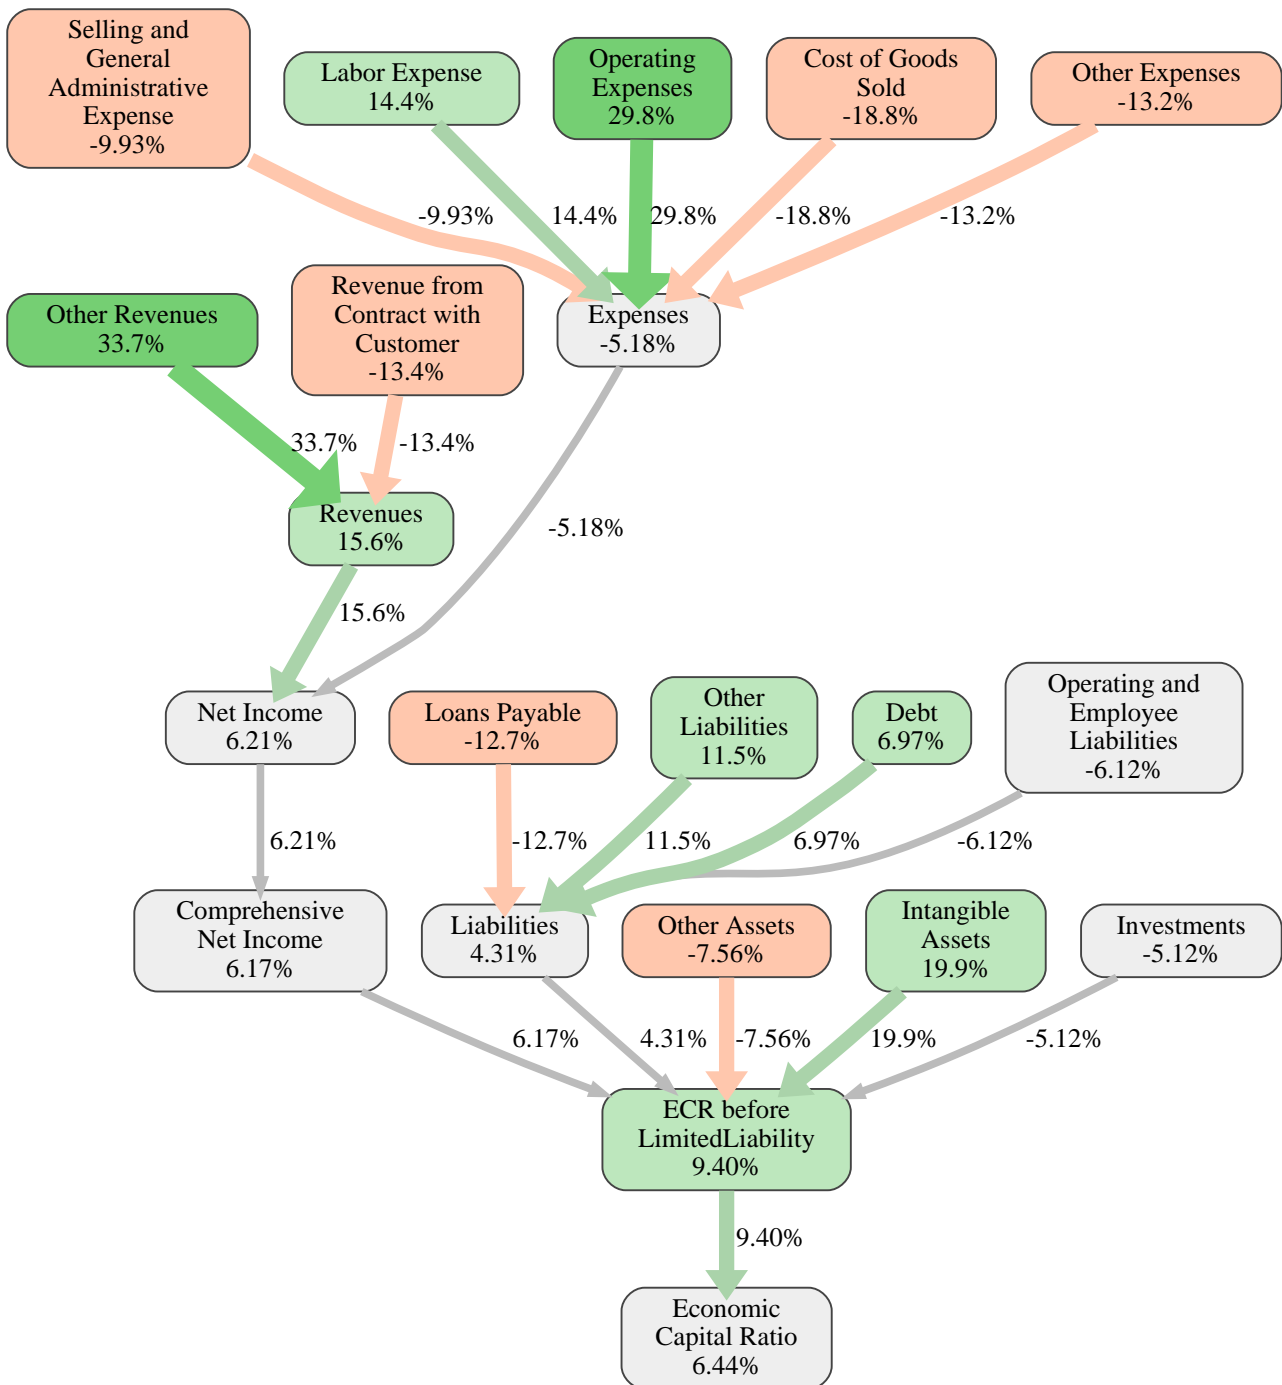 Selling and
General
Administrative
Expense
-9.93%
Labor Expense
14.4%
Operating
Expenses
29.8%
Cost of Goods
Sold
-18.8%
Other Expenses
-13.2%
-9.93%
14.4%
29.8%
-18.8%
-13.2%
Other Revenues
33.7%
Revenue from
Contract with
Customer
-13.4%
Expenses
-5.18%
33.7%
-13.4%
-5.18%
Revenues
15.6%
15.6%
Net Income
6.21%
Loans Payable
-12.7%
Other
Liabilities
11.5%
Debt
6.97%
Operating and
Employee
Liabilities
-6.12%
6.21%
-12.7%
11.5%
6.97%
-6.12%
Comprehensive
Net Income
6.17%
Liabilities
4.31%
Other Assets
-7.56%
Intangible
Assets
19.9%
Investments
-5.12%
6.17%
4.31%
-7.56%
19.9%
-5.12%
ECR before
LimitedLiability
9.40%
9.40%
Economic
Capital Ratio
6.44%